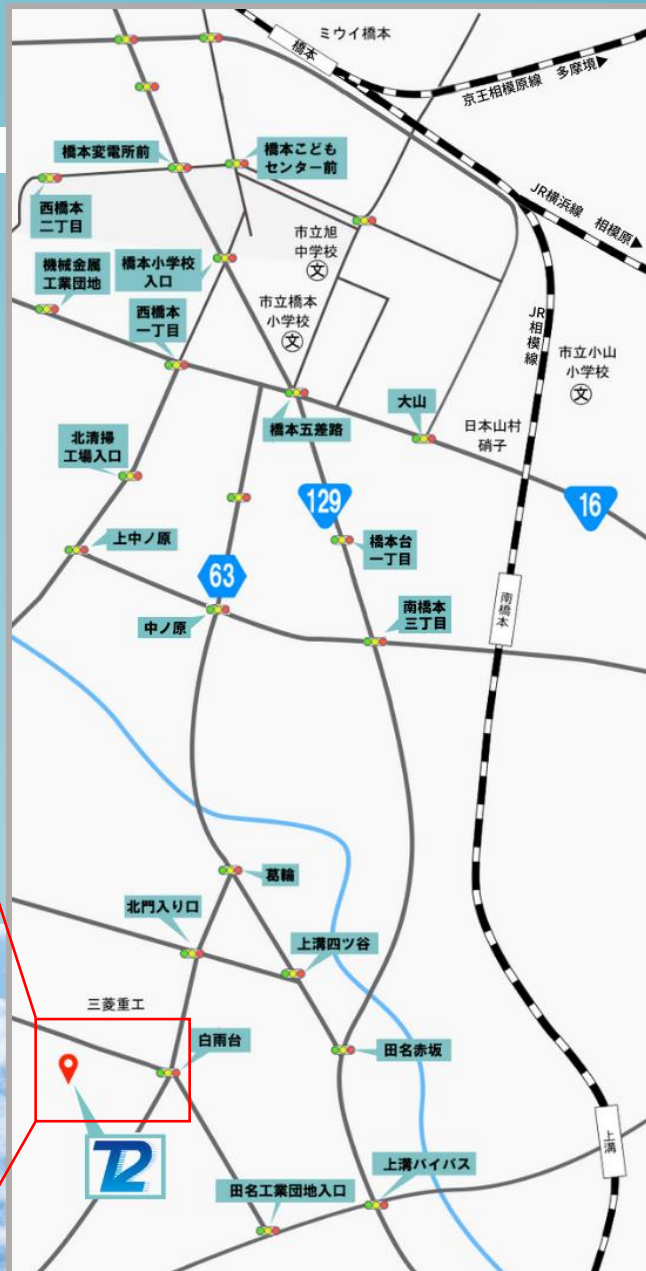 ミウイ橋本
橋本
京王相模原線 多摩境▶
橋本変電所前
橋本こども
センター前
西橋本
二丁目
JR横浜線 相模原▶
市立旭
中学校
文
機械金属
工業団地
橋本小学校
入口
西橋本
一丁目
市立橋本
小学校
文
JR相模線
市立小山
小学校
文
橋本五差路
大山
日本山村
硝子
北清掃
工場入口
129
16
上中ノ原
橋本台
一丁目
63
中ノ原
南橋本
三丁目
南橋本
葛輪
北門入り口
上溝四ツ谷
三菱重工
白雨台
田名赤坂
T2
上溝
上溝バイパス
田名工業団地入口